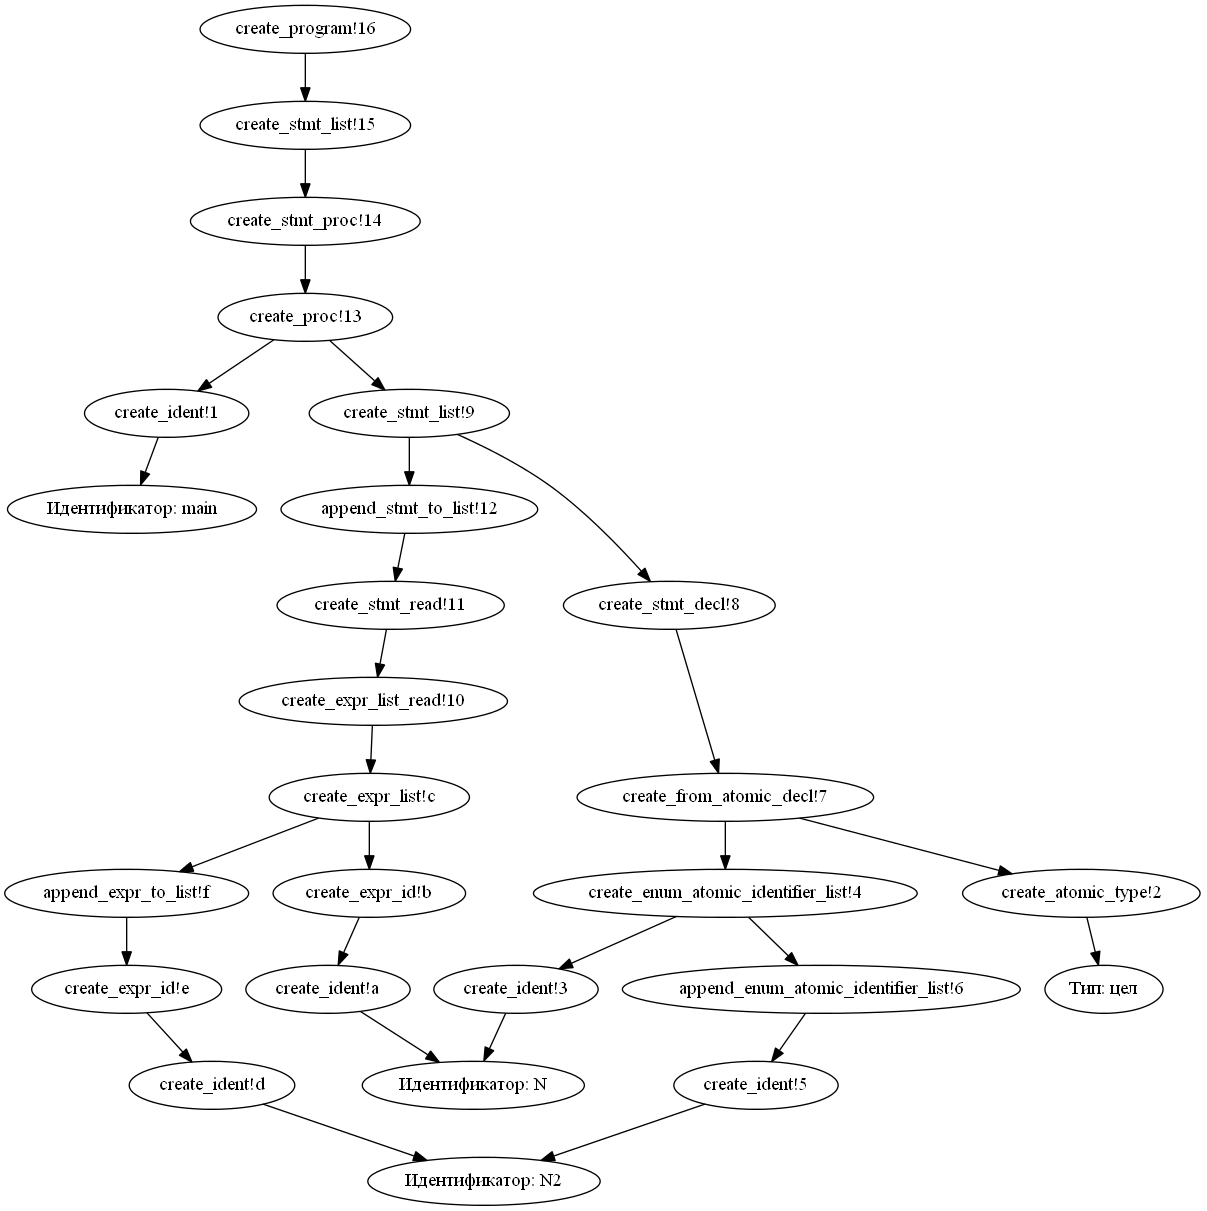 create_program!16
create_stmt_list!15
create_stmt_proc!14
create_proc!13
create_ident!1
create_stmt_list!9
Идентификатор: main
append_stmt_to_list!12
create_stmt_read!11
create_stmt_decl!8
create_expr_list_read!10
create_expr_list!c
create_from_atomic_decl!7
append_expr_to_list!f
create_expr_id!b
create_enum_atomic_identifier_list!4
create_atomic_type!2
create_expr_id!e
create_ident!a
create_ident!3
append_enum_atomic_identifier_list!6
Тип: цел
create_ident!d
Идентификатор: N
create_ident!5
Идентификатор: N2